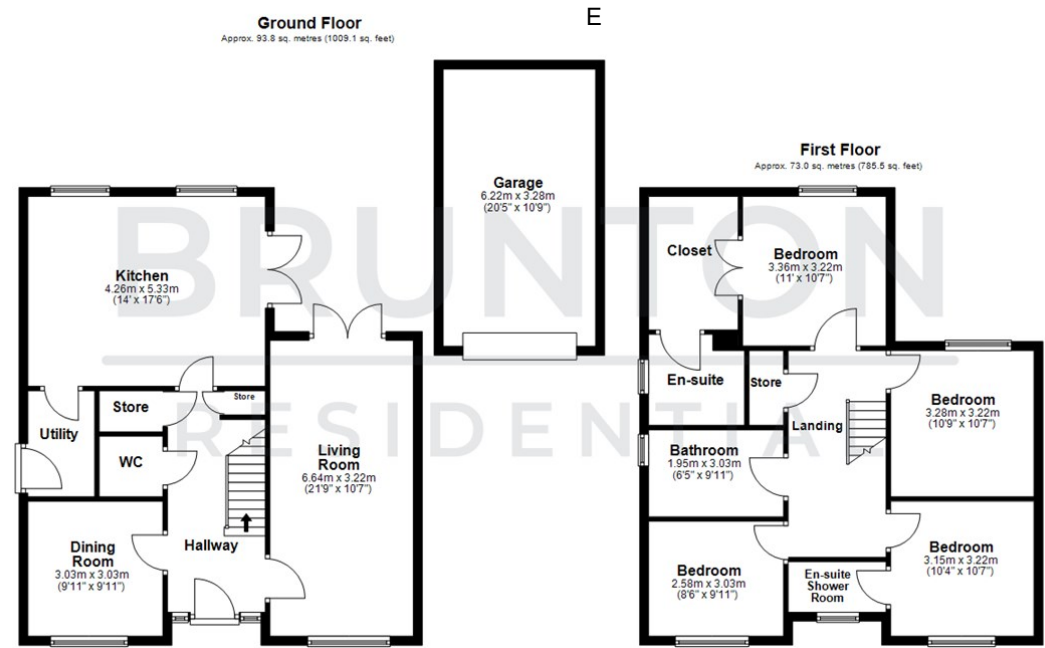 E
Ground Floor
Approx. 93.8 sq. metres (1009.1 sq. feet)
Garage
6.22m x 3.28m
(20'5" x 10'9")
Kitchen
4.26m x 5.33m
(14' x 17'6")
Store
Store
Utility
WC
Living
Room
6.64m x 3.22m
(21'9" x 10'7")
Hallway
Dining
Room
3.03m x 3.03m
(9'11" x 9'11")
First Floor
Approx. 73.0 sq. metres (785.5 sq. feet)
Closet
Bedroom
3.36m x 3.22m
(11' x 10'7")
En-suite
Store
Landing
Bedroom
3.28m x 3.22m
(10'9" x 10'7")
Bathroom
1.95m x 3.03m
(6'5" x 9'11")
Bedroom
2.58m x 3.03m
(8'6" x 9'11")
En-suite
Shower
Room
Bedroom
3.15m x 3.22m
(10'4" x 10'7")
BRUNTON
RESIDENTIA